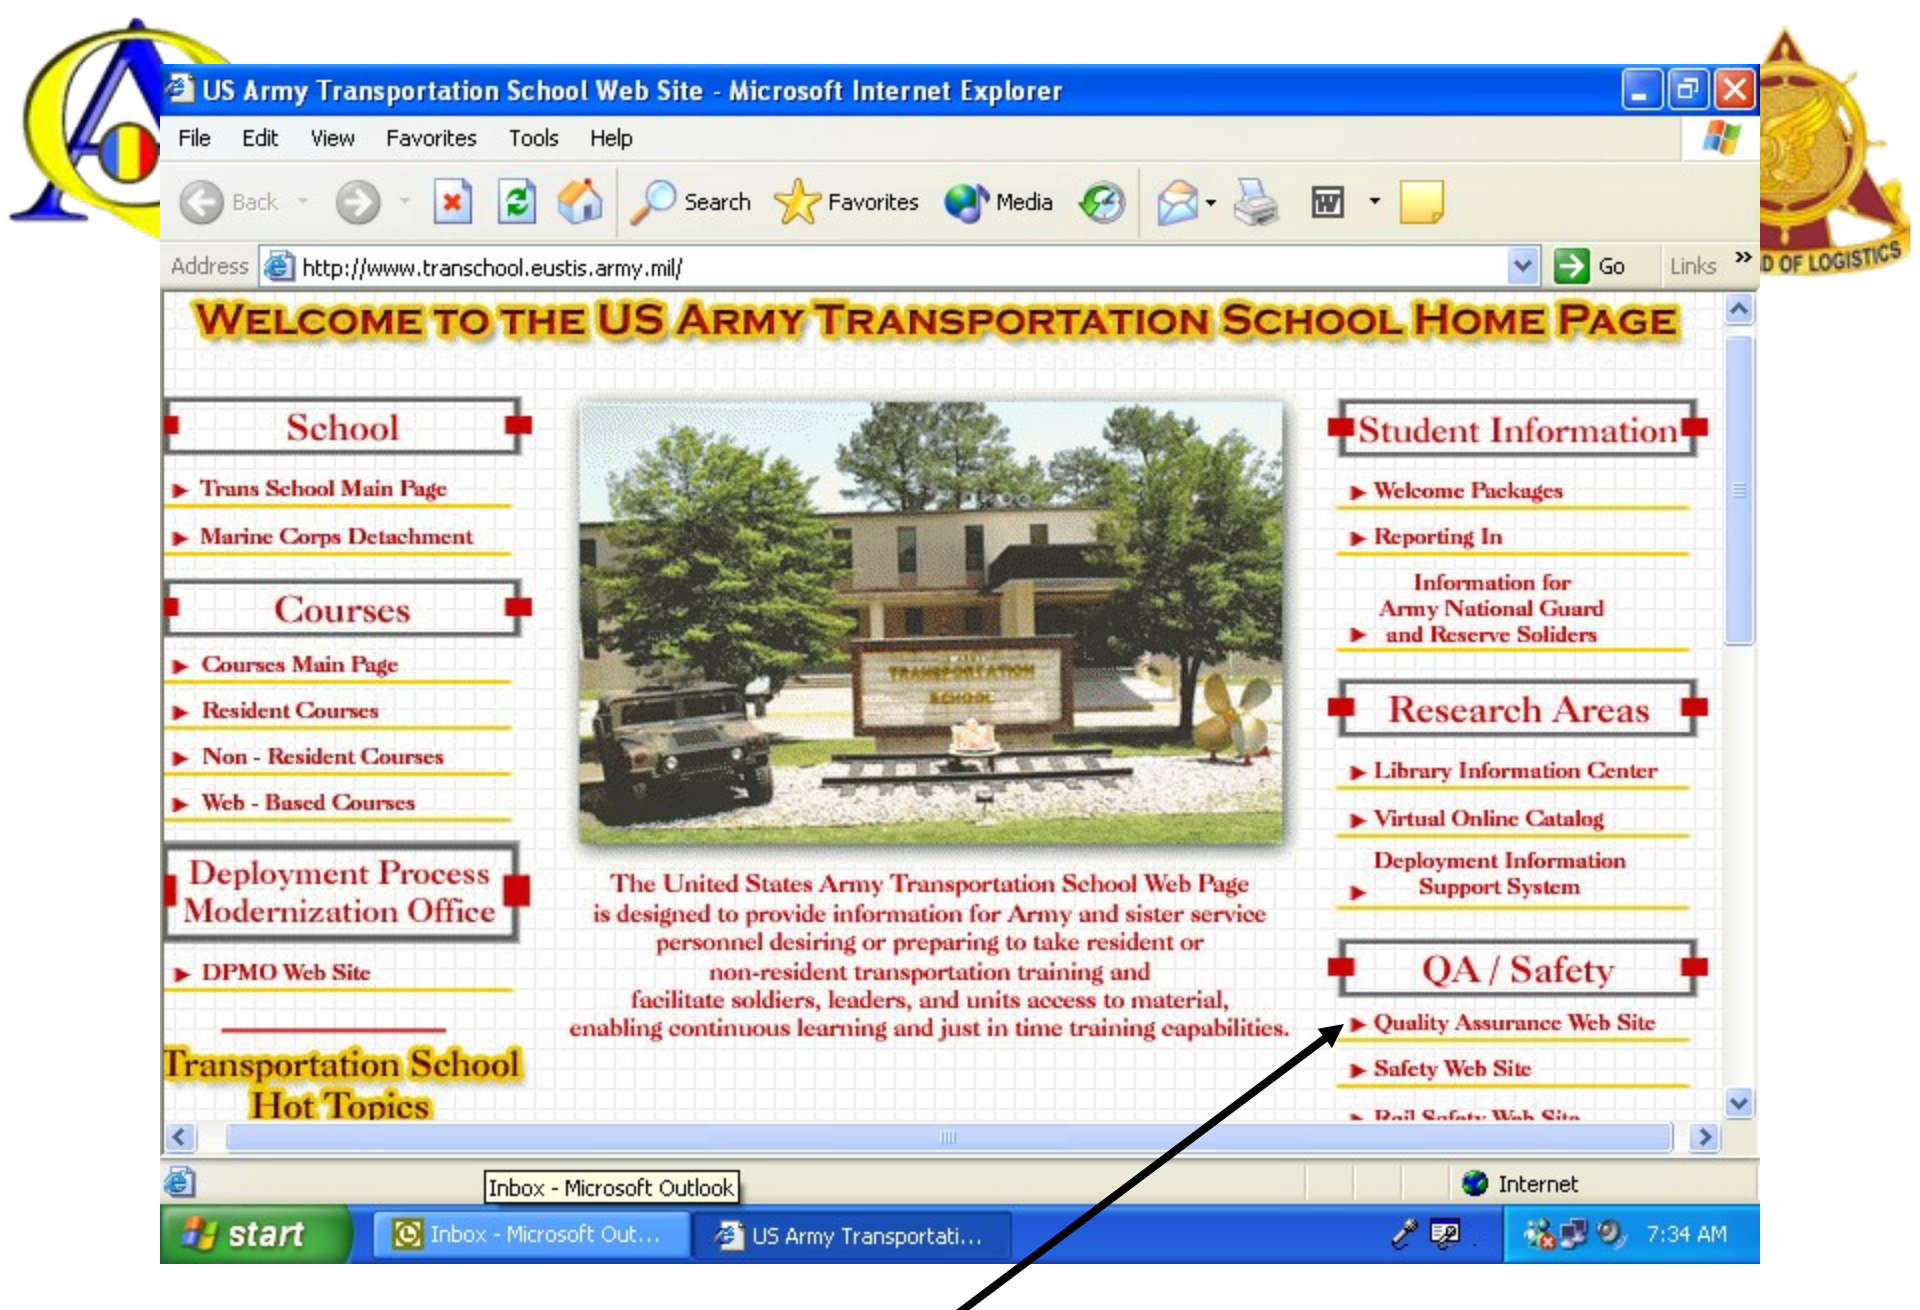 US Army Transportation School Web Site - Microsoft Internet Explorer
File Edit View Favorites Tools Help
Back Search Favorites Media
Address http://www.transchool.eustis.army.mil/ Go Links »
D OF LOGISTICS
WELCOME TO THE US ARMY TRANSPORTATION SCHOOL HOME PAGE
School
Trans School Main Page
Marine Corps Detachment
Courses
Courses Main Page
Resident Courses
Non - Resident Courses
Web - Based Courses
Deployment Process
Modernization Office
DPMO Web Site
Transportation School
Hot Topics
TRANSPORTATION
SCHOOL
The United States Army Transportation School Web Page
is designed to provide information for Army and sister service
personnel desiring or preparing to take resident or
non-resident transportation training and
facilitate soldiers, leaders, and units access to material,
enabling continuous learning and just in time training capabilities.
Student Information
Welcome Packages
Reporting In
Information for
Army National Guard
and Reserve Soliders
Research Areas
Library Information Center
Virtual Online Catalog
Deployment Information
Support System
QA / Safety
Quality Assurance Web Site
Safety Web Site
Rail Safety Web Site
Internet
Inbox - Microsoft Outlook
start Inbox - Microsoft Out... US Army Transportati... 7:34 AM